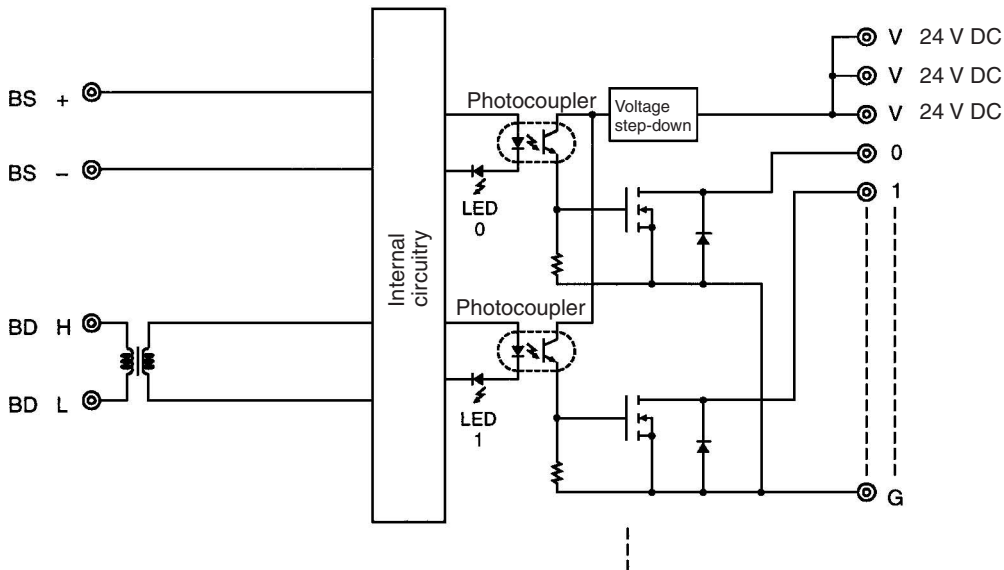 V 24 V DC
V 24 V DC
V 24 V DC
BS +
Photocoupler
Voltage
step-down
0
BS −
1
LED
0
Internal
circuitry
Photocoupler
BD H
BD L
LED
1
G